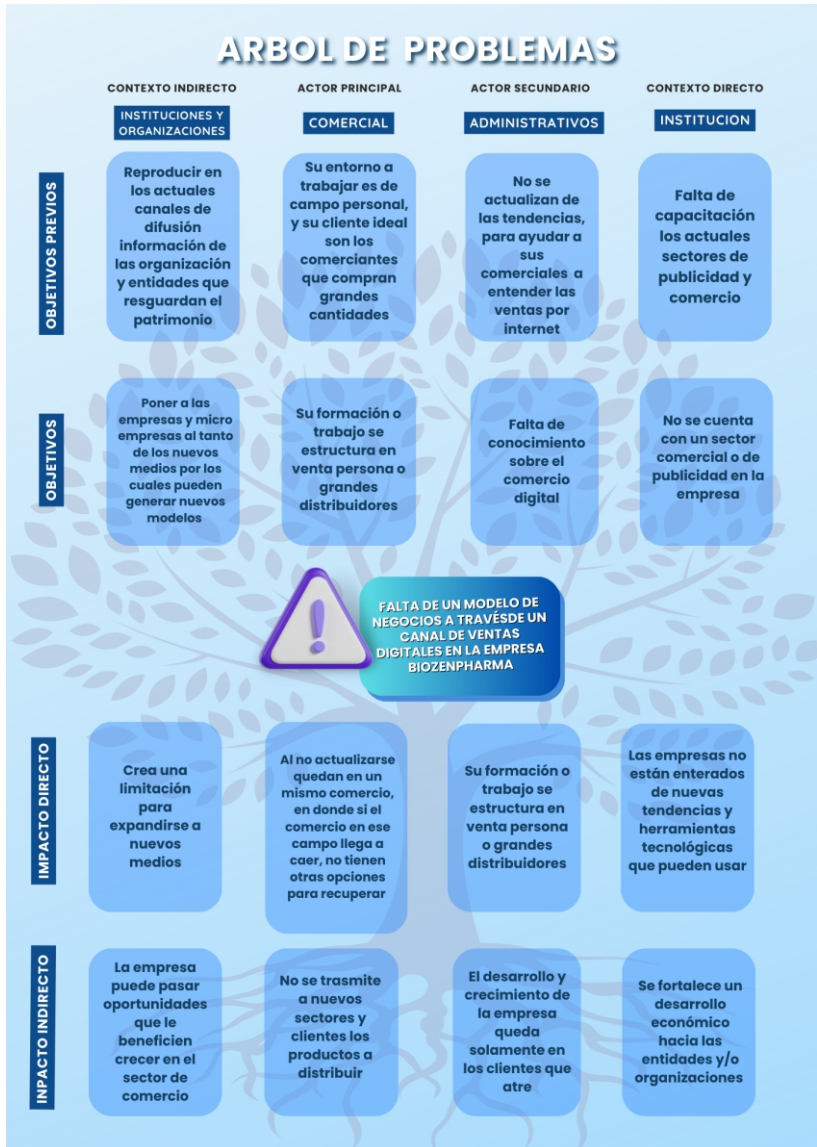 ARBOL DE PROBLEMAS
CONTEXTO INDIRECTO
ACTOR PRINCIPAL
ACTOR SECUNDARIO
CONTEXTO DIRECTO
INSTITUCIONES Y
ORGANIZACIONES
COMERCIAL
ADMINISTRATIVOS
INSTITUCION
OBJETIVOS PREVIOS
Reproducir en
los actuales
canales de
difusión
información de
las organización
y entidades que
resguardan el
patrimonio
Su entorno a
trabajar es de
campo personal,
y su cliente ideal
son los
comerciantes
que compran
grandes
cantidades
No se
actualizan de
las tendencias,
para ayudar a
sus
comerciales a
entender las
ventas por
internet
Falta de
capacitación
los actuales
sectores de
publicidad y
comercio
OBJETIVOS
Poner a las
empresas y micro
empresas al tanto
de los nuevos
medios por los
cuales pueden
generar nuevos
modelos
Su formación o
trabajo se
estructura en
venta persona o
grandes
distribuidores
Falta de
conocimiento
sobre el
comercio
digital
No se cuenta
con un sector
comercial o de
publicidad en la
empresa
FALTA DE UN MODELO DE
NEGOCIOS A TRAVÉSDE UN
CANAL DE VENTAS
DIGITALES EN LA EMPRESA
BIOZENPHARMA
IMPACTO DIRECTO
Crea una
limitación
para
expandirse a
nuevos
medios
Al no actualizarse
quedan en un
mismo comercio,
en donde si el
comercio en ese
campo llega a
caer, no tienen
otras opciones
para recuperar
Su formación o
trabajo se
estructura en
venta persona
o grandes
distribuidores
Las empresas no
están enterados
de nuevas
tendencias y
herramientas
tecnológicas
que pueden usar
INPACTO INDIRECTO
La empresa
puede pasar
oportunidades
que le
beneficien
crecer en el
sector de
comercio
No se trasmite
a nuevos
sectores y
clientes los
productos a
distribuir
El desarrollo y
crecimiento de
la empresa
queda
solamente en
los clientes que
atre
Se fortalece un
desarrollo
económico
hacia las
entidades y/o
organizaciones